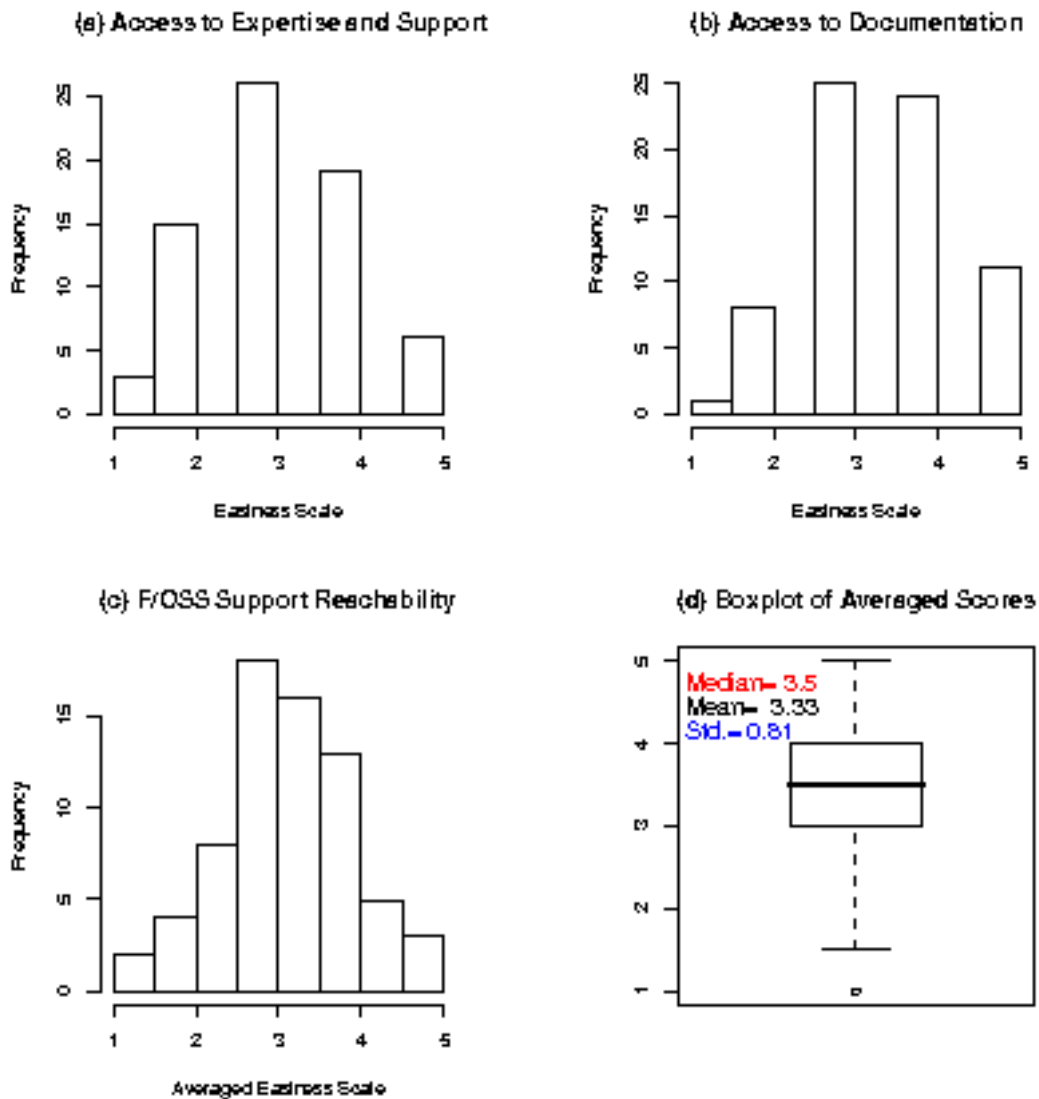 (a) Access to Expertise and Support
25
20
15
10
5
0
Frequency
1 2 3 4 5
Easiness Scale
(b) Access to Documentation
25
20
15
10
5
0
Frequency
1 2 3 4 5
Easiness Scale
(c) F/OSS Support Reachability
15
10
5
0
Frequency
1 2 3 4 5
Averaged Easiness Scale
(d) Boxplot of Averaged Scores
5
4
3
2
1
Median= 3.5
Mean= 3.33
Std.= 0.81